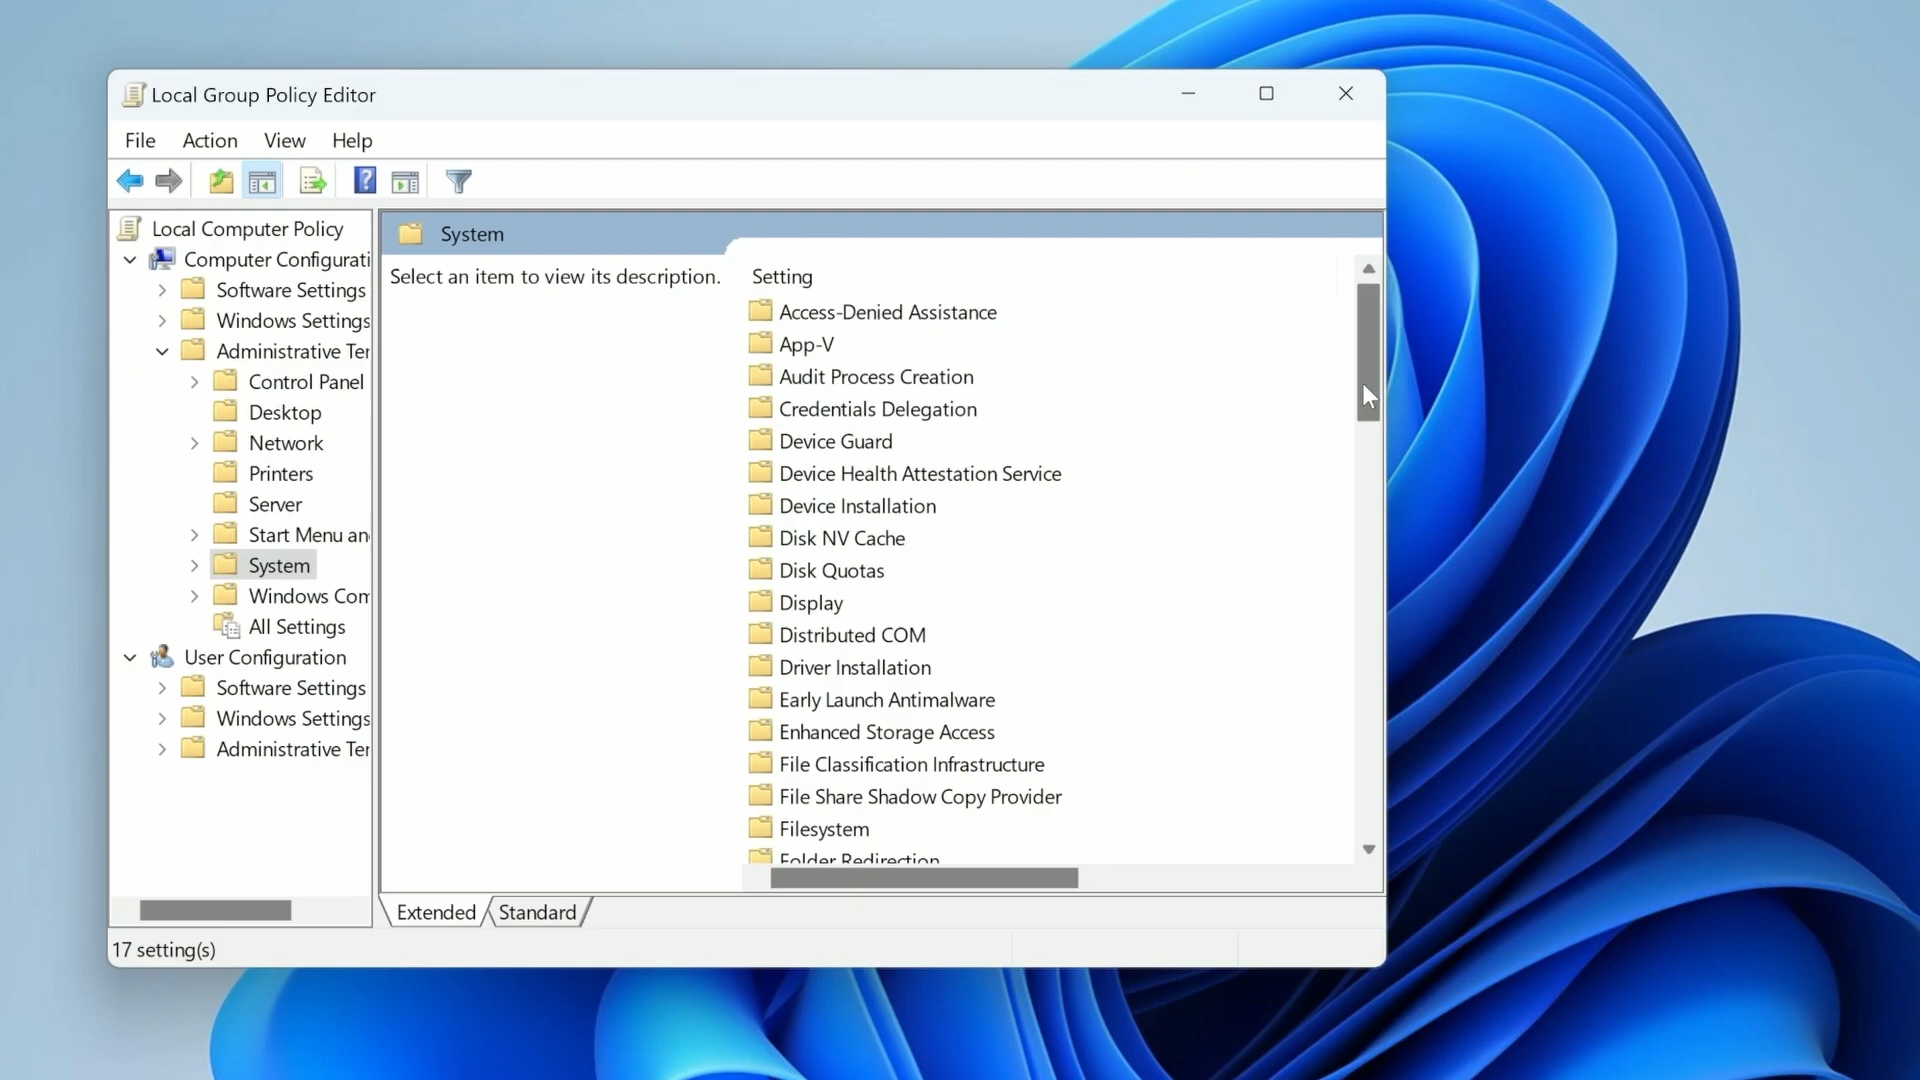 Local Group Policy Editor
File Action View Help
Local Computer Policy
Computer Configurati
Software Settings
Windows Settings
Administrative Ter
Control Panel
Desktop
Network
Printers
Server
Start Menu an
System
Windows Com
All Settings
User Configuration
Software Settings
Windows Settings
Administrative Ter
System
Select an item to view its description.
Setting
Access-Denied Assistance
App-V
Audit Process Creation
Credentials Delegation
Device Guard
Device Health Attestation Service
Device Installation
Disk NV Cache
Disk Quotas
Display
Distributed COM
Driver Installation
Early Launch Antimalware
Enhanced Storage Access
File Classification Infrastructure
File Share Shadow Copy Provider
Filesystem
Folder Redirection
Extended Standard
17 setting(s)